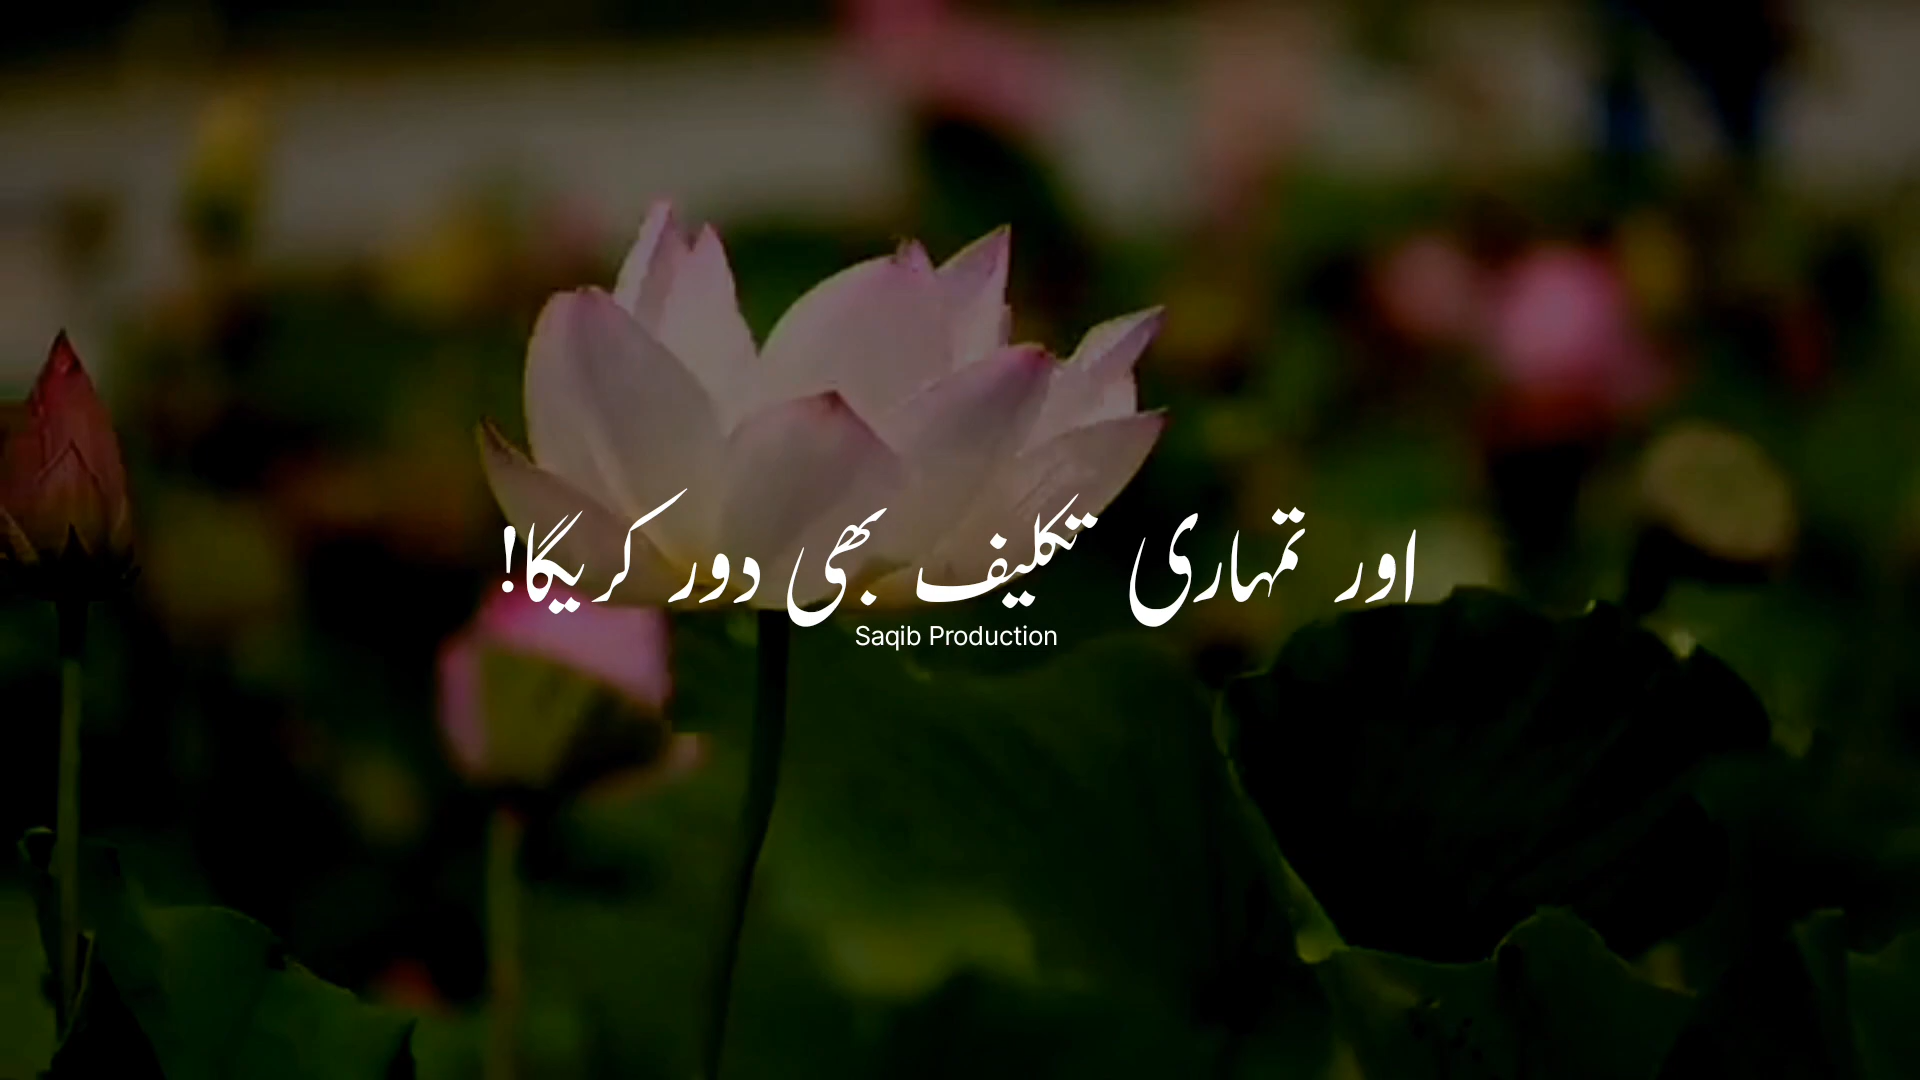 اور تمہاری تکلیف بھی دور کریگا!
Saqib Production